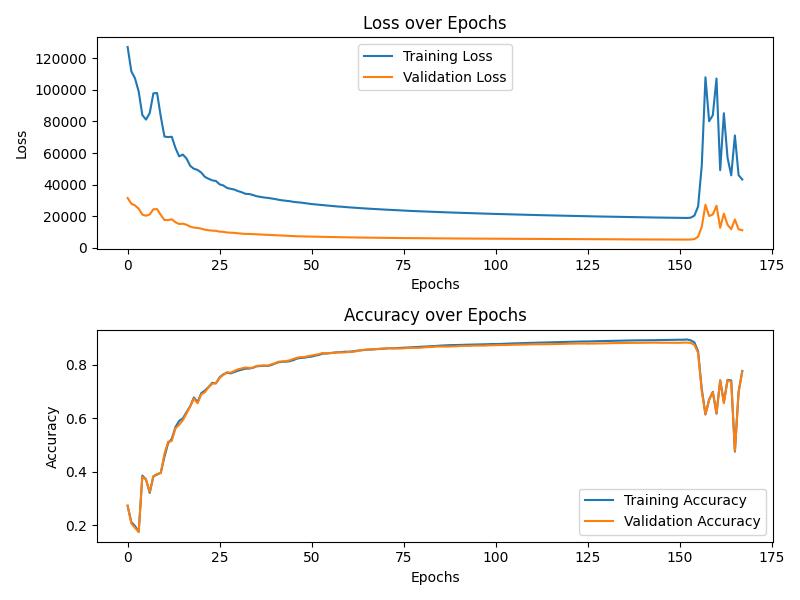 Loss over Epochs
120000
100000
80000
60000
40000
20000
0
Loss
Training Loss
Validation Loss
0 25 50 75 100 125 150 175
Epochs
Accuracy over Epochs
0.8
0.6
0.4
0.2
Accuracy
Training Accuracy
Validation Accuracy
0 25 50 75 100 125 150 175
Epochs